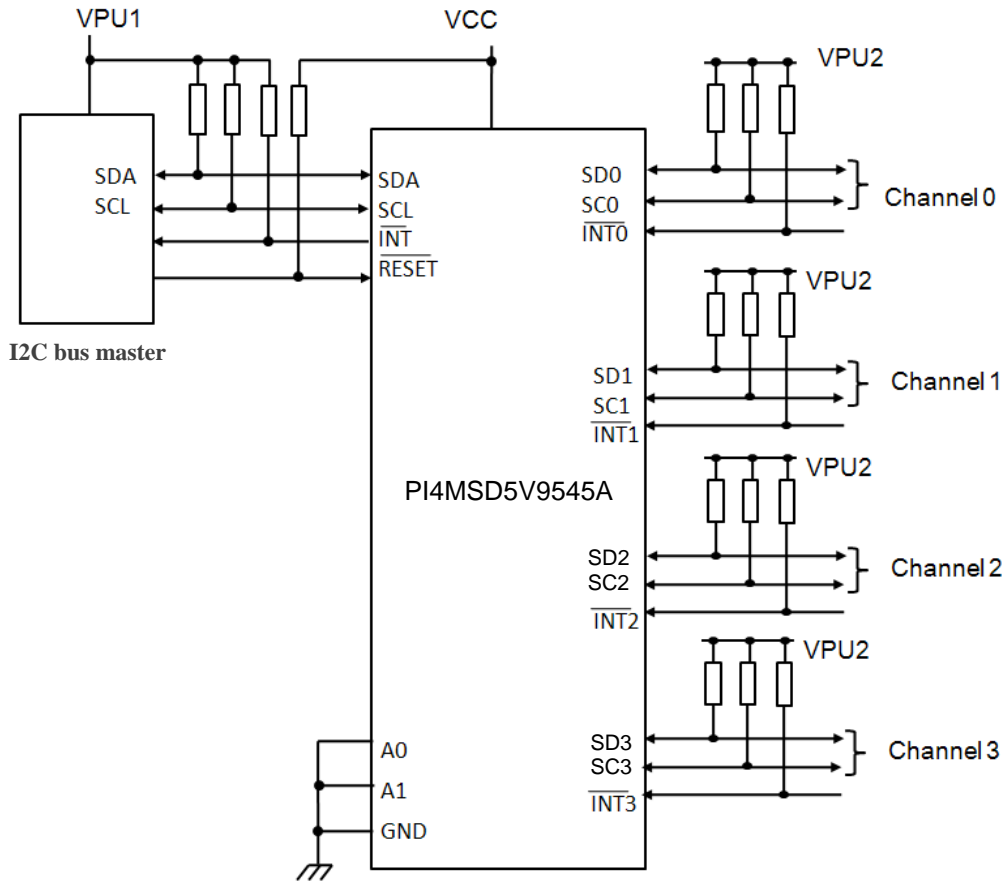 VPU1
VCC
SDA
SCL
I2C bus master
SDA
SCL
INT
RESET
PI4MSD5V9545A
A0
A1
GND
SD0
SC0
INT0
VPU2
Channel 0
SD1
SC1
INT1
VPU2
Channel 1
SD2
SC2
INT2
VPU2
Channel 2
SD3
SC3
INT3
VPU2
Channel 3